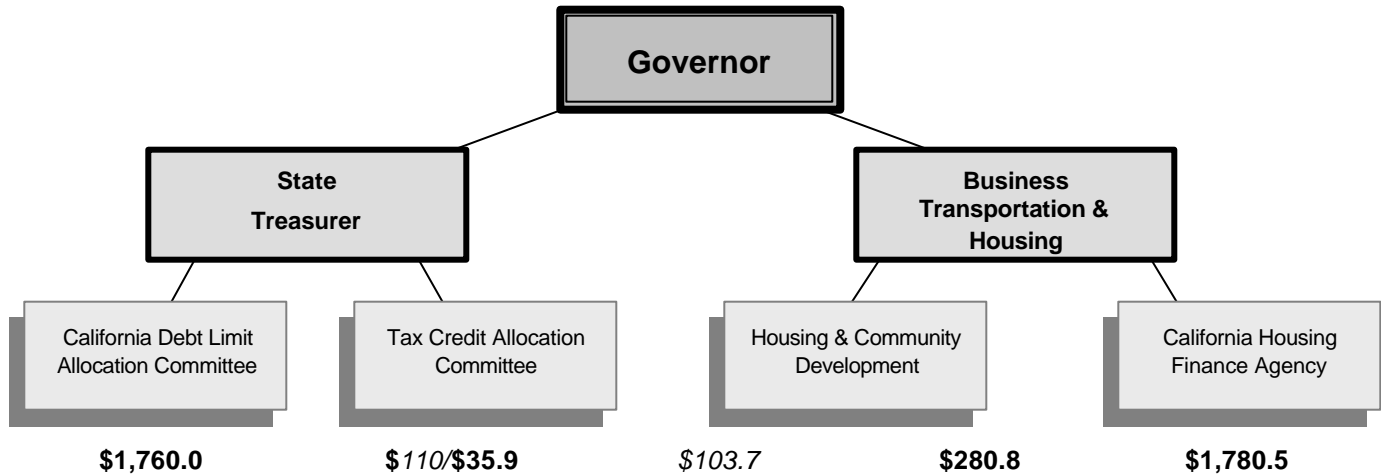 Governor
State
Treasurer
Business
Transportation &
Housing
California Debt Limit
Allocation Committee
Tax Credit Allocation
Committee
Housing & Community
Development
California Housing
Finance Agency
$1,760.0
$110/$35.9
$103.7
$280.8
$1,780.5